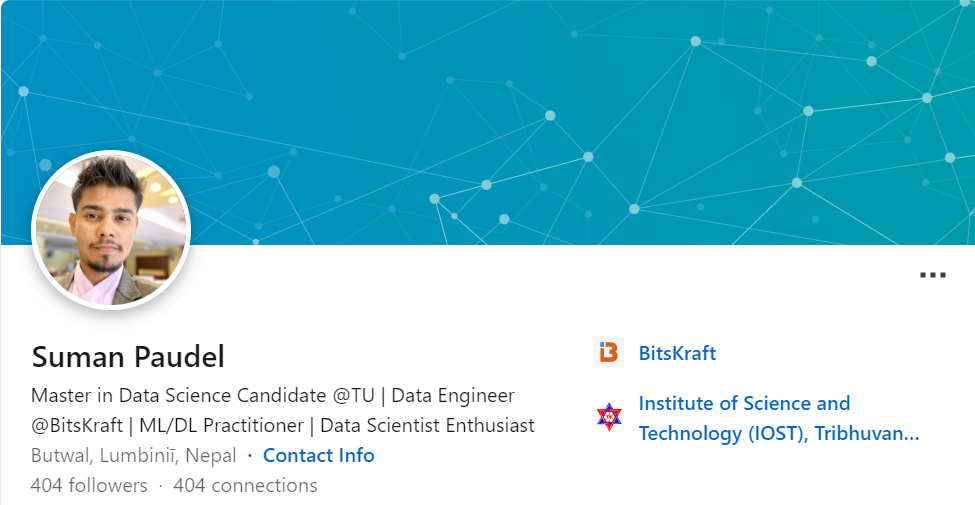 Suman Paudel
Master in Data Science Candidate @TU | Data Engineer
@BitsKraft | ML/DL Practitioner | Data Scientist Enthusiast
Butwal, Lumbiniī, Nepal · Contact Info
404 followers · 404 connections
BitsKraft
Institute of Science and
Technology (IOST), Tribhuvan...